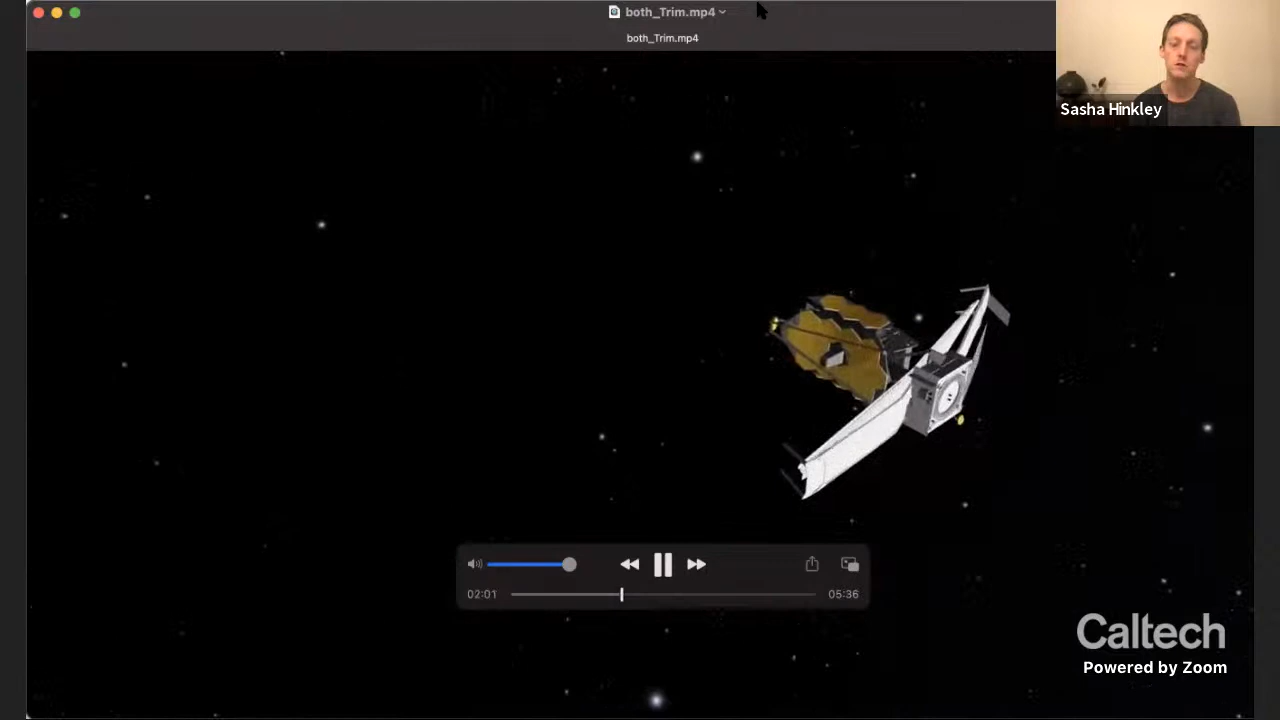 both_Trim.mp4
both_Trim.mp4
Sasha Hinkley
02:01
05:36
Caltech
Powered by Zoom